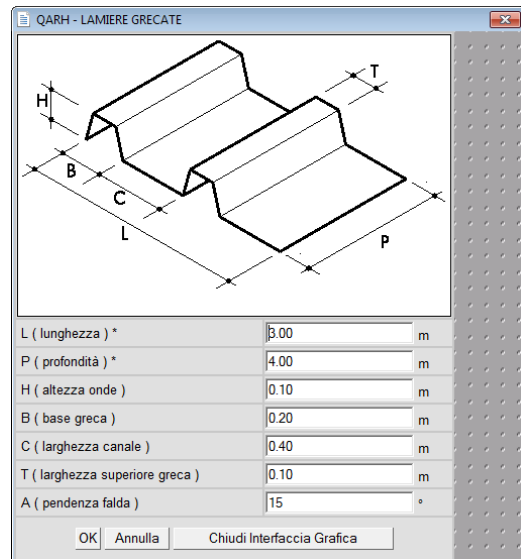 QARH - LAMIERE GRECATE
T
H
B
C
L
P
L ( lunghezza ) * 3.00 m
P ( profondità ) * 4.00 m
H ( altezza onde ) 0.10 m
B ( base greca ) 0.20 m
C ( larghezza canale ) 0.40 m
T ( larghezza superiore greca ) 0.10 m
A ( pendenza falda ) 15 °
OK Annulla Chiudi Interfaccia Grafica